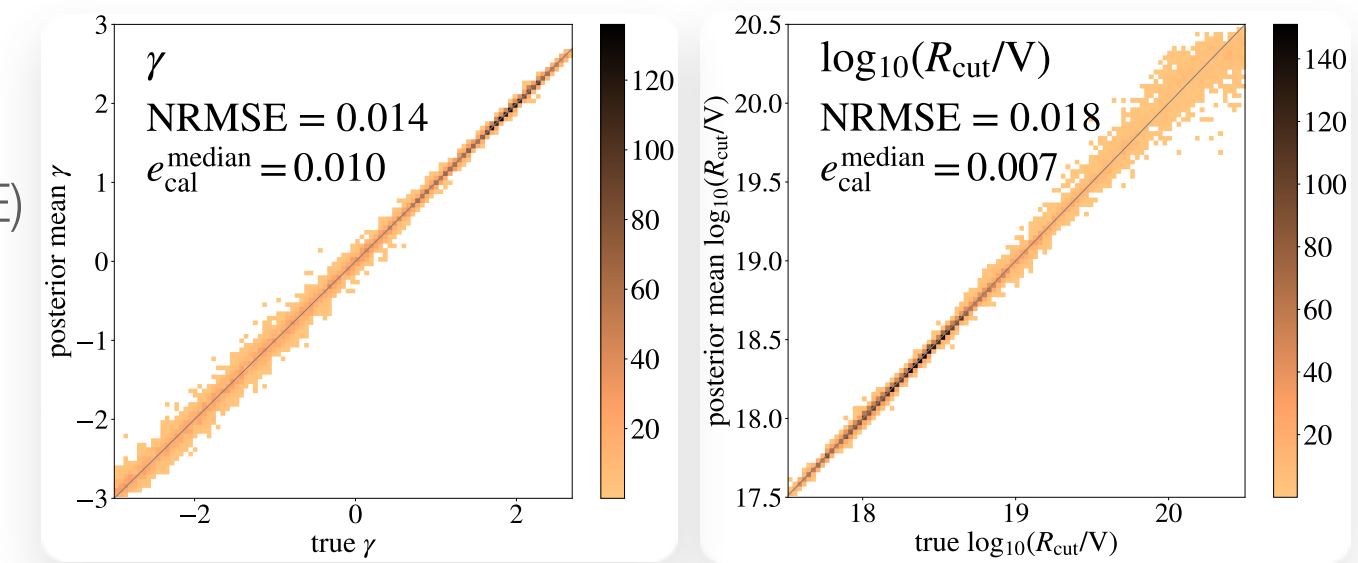 E)
γ
NRMSE = 0.014
e_cal^median = 0.010
posterior mean γ
3
2
1
0
−1
−2
−3
−2 0 2
true γ
120
100
80
60
40
20
log₁₀(R_cut/V)
NRMSE = 0.018
e_cal^median = 0.007
posterior mean log₁₀(R_cut/V)
20.5
20.0
19.5
19.0
18.5
18.0
17.5
18 19 20
true log₁₀(R_cut/V)
140
120
100
80
60
40
20